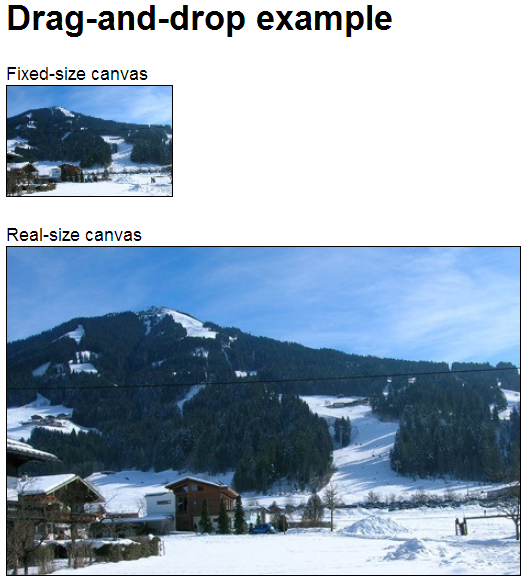 Drag-and-drop example
Fixed-size canvas
Real-size canvas